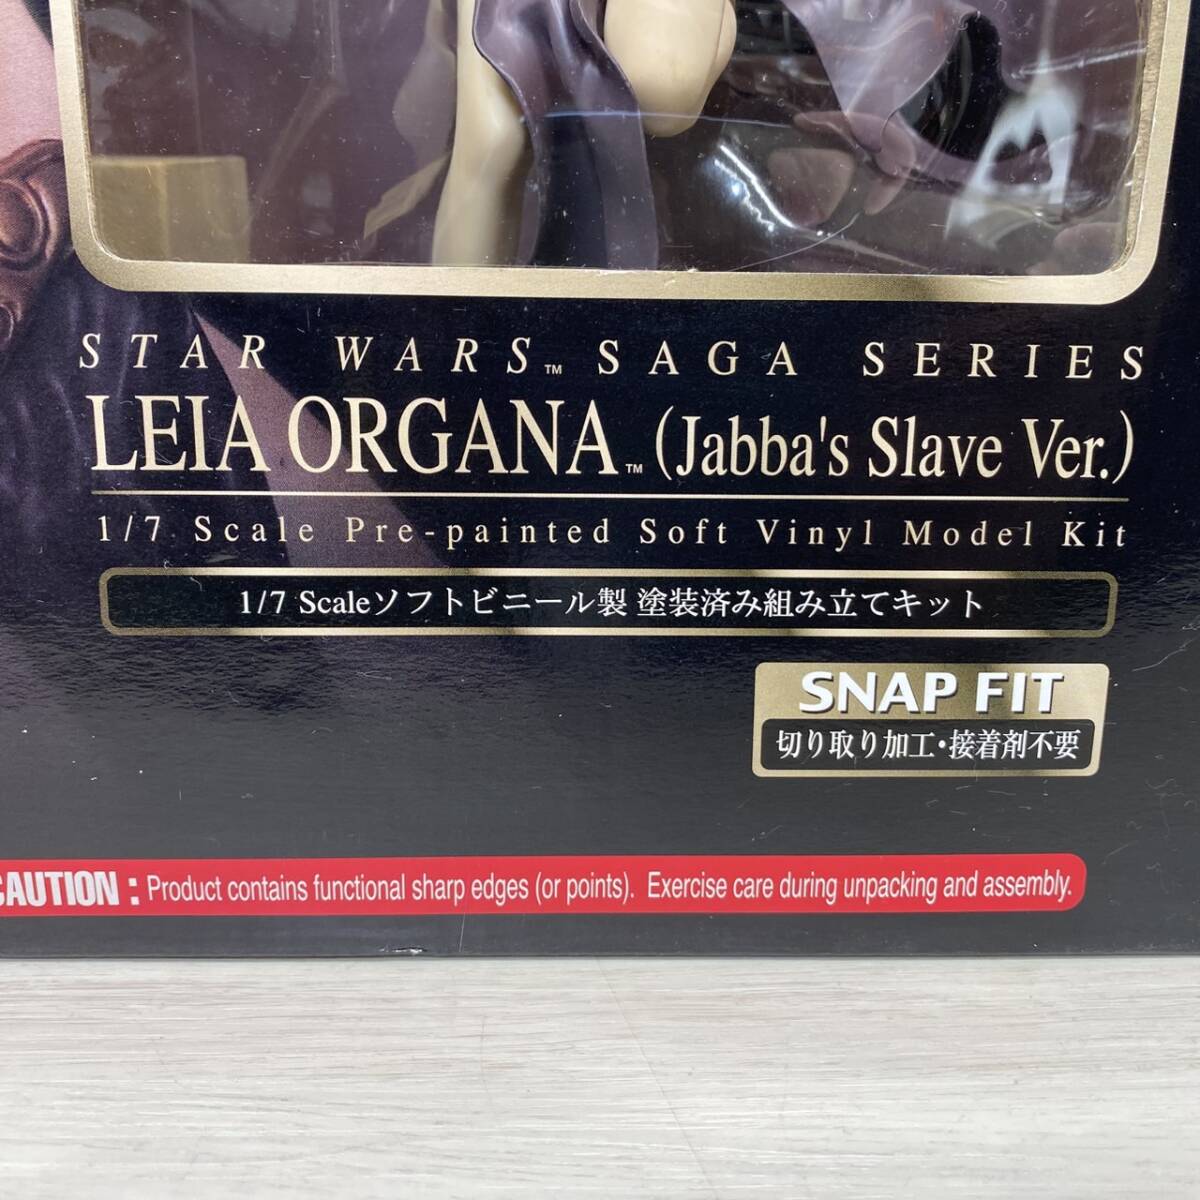 STAR WARS™ SAGA SERIES
LEIA ORGANA™ (Jabba's Slave Ver.)
1/7 Scale Pre-painted Soft Vinyl Model Kit
1/7 Scaleソフトビニール製 塗装済み組み立てキット
SNAP FIT
切り取り加工・接着剤不要
CAUTION : Product contains functional sharp edges (or points). Exercise care during unpacking and assembly.